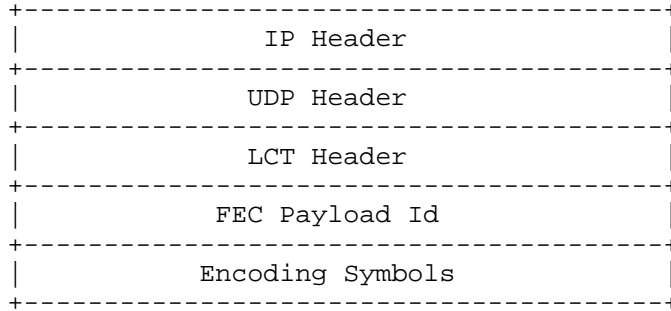 IP Header
UDP Header
LCT Header
FEC Payload Id
Encoding Symbols